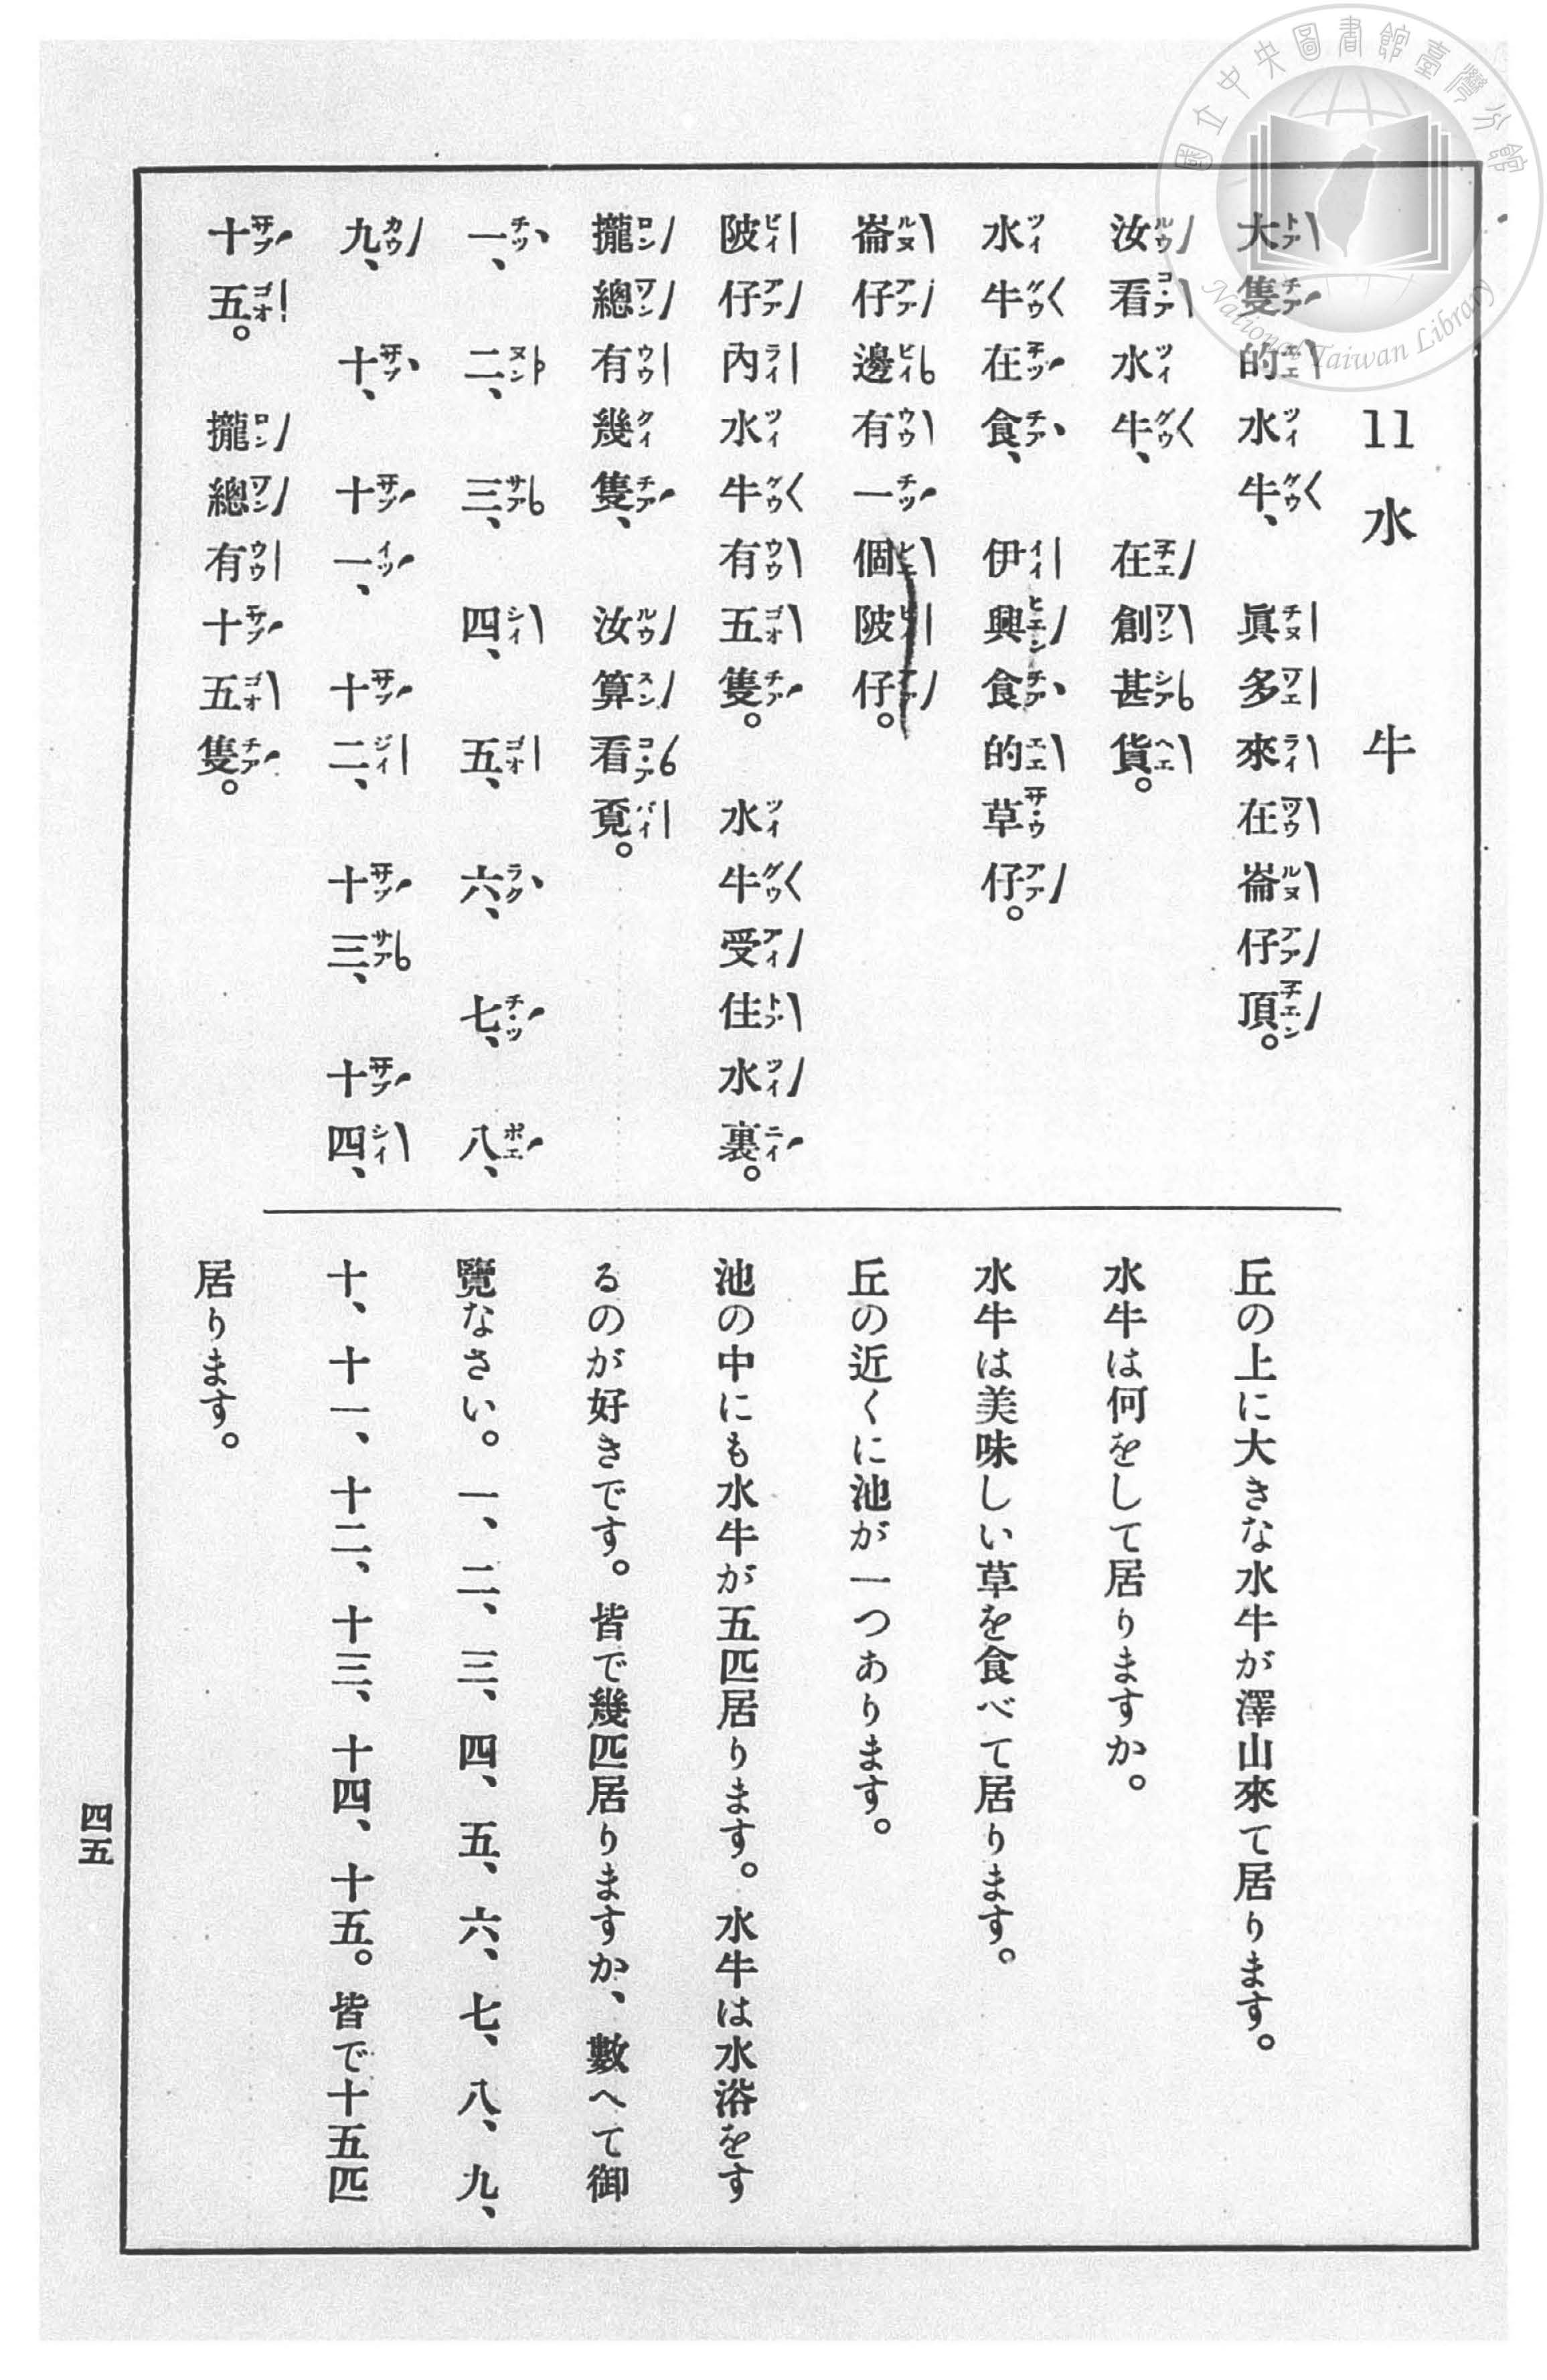 國立中央圖書館臺灣分館
National Taiwan Library
11 水牛
大隻的水牛、眞多來在崙仔頂。
汝看水牛、在創甚貨。
水牛在食、伊興食的草仔。
崙仔邊有一個陂仔。
陂仔內水牛有五隻。水牛受住水裏。
攏總有幾隻、汝算看覔。
一、二、三、四、五、六、七、八、
九、十、十一、十二、十三、十四、
十五。攏總有十五隻。
丘の上に大きな水牛が澤山來て居ります。
水牛は何をして居りますか。
水牛は美味しい草を食べて居ります。
丘の近くに池が一つあります。
池の中にも水牛が五匹居ります。水牛は水浴をす
るのが好きです。皆で幾匹居りますか、數へて御
覽なさい。一、二、三、四、五、六、七、八、九、
十、十一、十二、十三、十四、十五。皆で十五匹
居ります。
四五